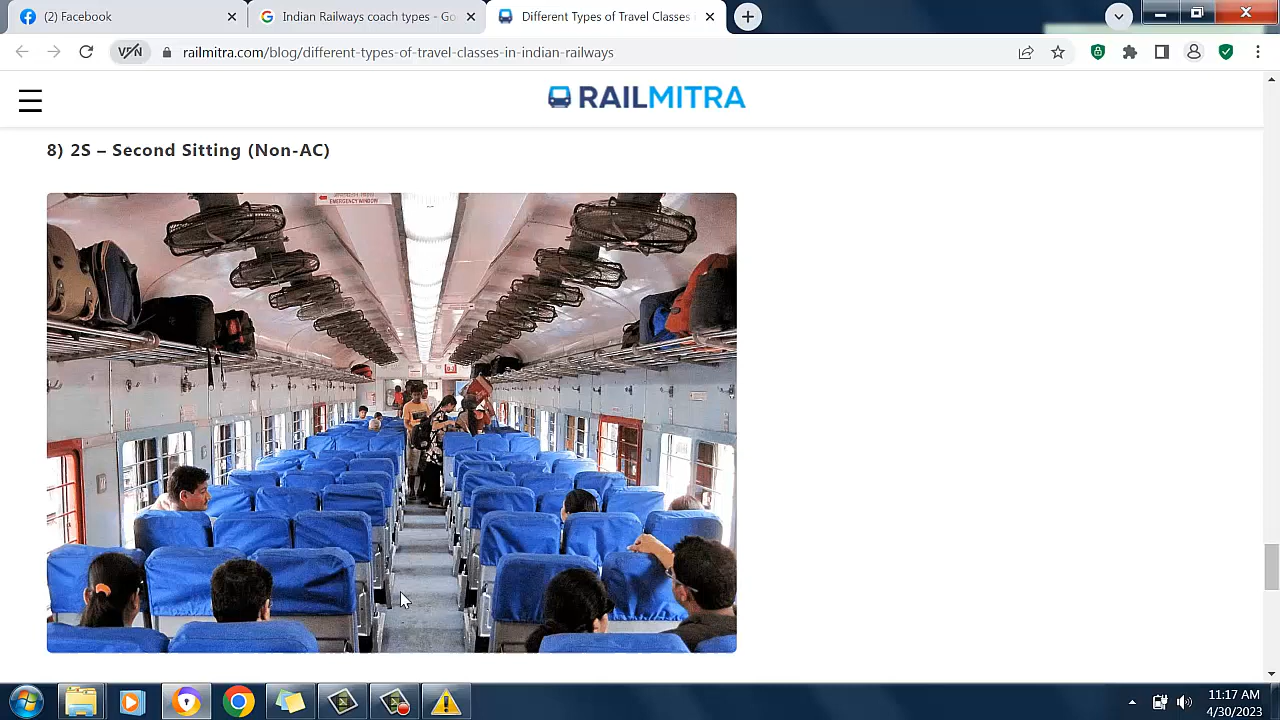 (2) Facebook
Indian Railways coach types - G
Different Types of Travel Classes
VPN
railmitra.com/blog/different-types-of-travel-classes-in-indian-railways
RAILMITRA
8) 2S – Second Sitting (Non-AC)
EMERGENCY WINDOW
11:17 AM
4/30/2023